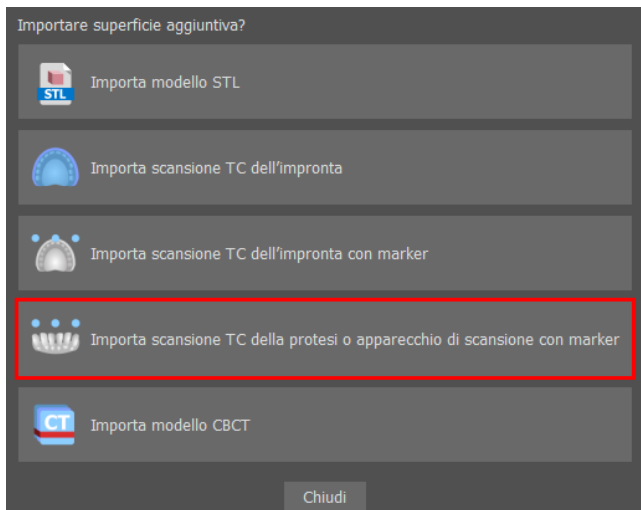 Importare superficie aggiuntiva?
STL
Importa modello STL
Importa scansione TC dell'impronta
Importa scansione TC dell'impronta con marker
Importa scansione TC della protesi o apparecchio di scansione con marker
CT
Importa modello CBCT
Chiudi